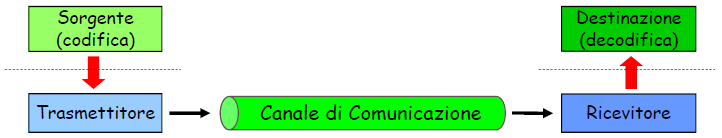 Sorgente
(codifica)
Destinazione
(decodifica)
Trasmettitore
Canale di Comunicazione
Ricevitore